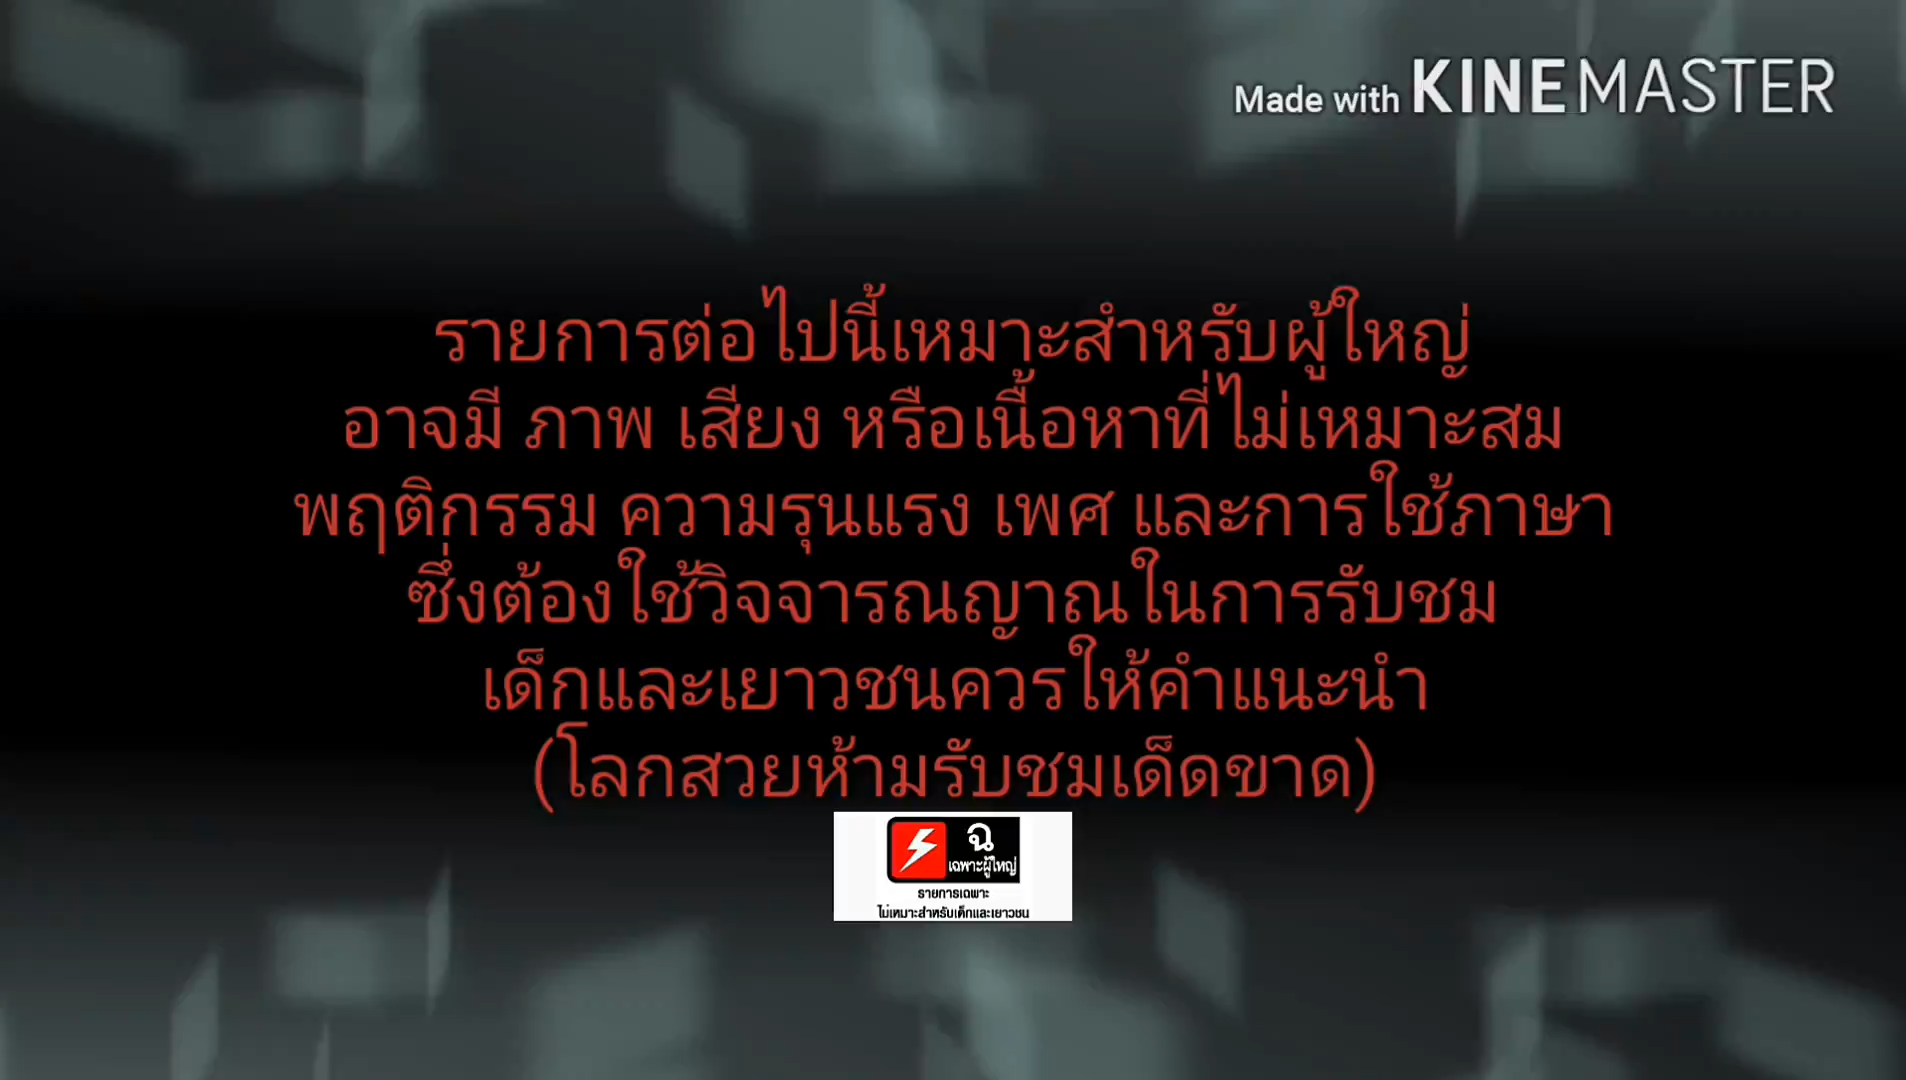 Made with KINEMASTER
รายการต่อไปนี้เหมาะสำหรับผู้ใหญ่
อาจมี ภาพ เสียง หรือเนื้อหาที่ไม่เหมาะสม
พฤติกรรม ความรุนแรง เพศ และการใช้ภาษา
ซึ่งต้องใช้วิจจารณญาณในการรับชม
เด็กและเยาวชนควรให้คำแนะนำ
(โลกสวยห้ามรับชมเด็ดขาด)
ฉ
เฉพาะผู้ใหญ่
รายการเฉพาะ
ไม่เหมาะสำหรับเด็กและเยาวชน